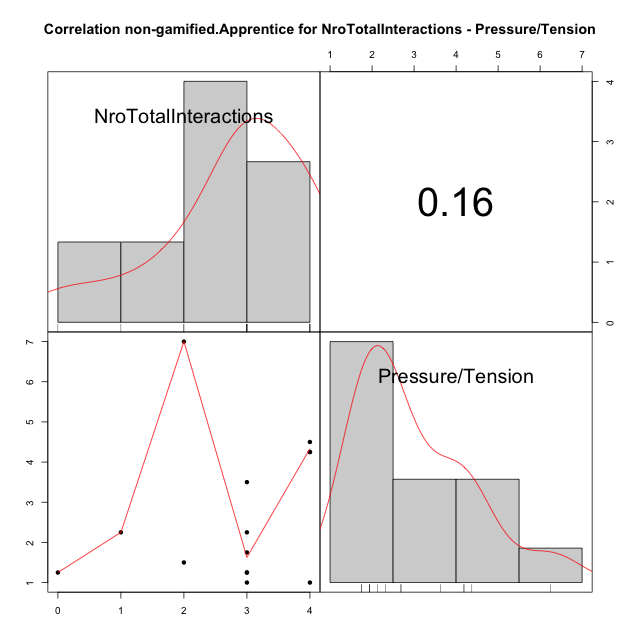 Correlation non-gamified.Apprentice for NroTotalInteractions - Pressure/Tension
1 2 3 4 5 6 7
NroTotalInteractions
0.16
4
3
2
1
0
Pressure/Tension
7
6
5
4
3
2
1
0 1 2 3 4